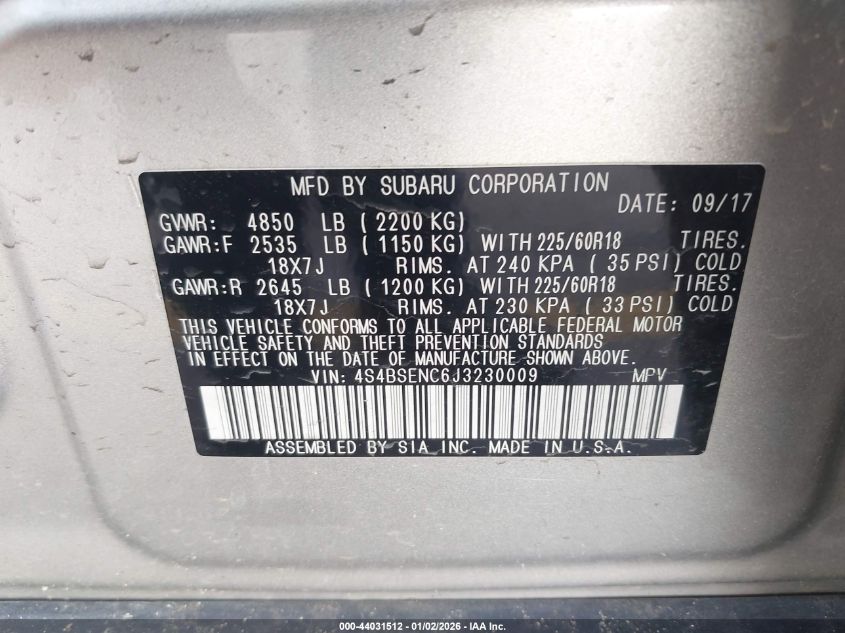 MFD BY SUBARU CORPORATION
DATE: 09/17
GVWR: 4850 LB ( 2200 KG)
GAWR:F 2535 LB ( 1150 KG) WITH 225/60R18 TIRES.
18X7J RIMS. AT 240 KPA ( 35 PSI) COLD
GAWR:R 2645 LB ( 1200 KG) WITH 225/60R18 TIRES.
18X7J RIMS. AT 230 KPA ( 33 PSI) COLD
THIS VEHICLE CONFORMS TO ALL APPLICABLE FEDERAL MOTOR
VEHICLE SAFETY AND THEFT PREVENTION STANDARDS
IN EFFECT ON THE DATE OF MANUFACTURE SHOWN ABOVE.
VIN: 4S4BSENC6J3230009 MPV
ASSEMBLED BY SIA INC. MADE IN U.S.A.
000-44031512 - 01/02/2026 - IAA Inc.